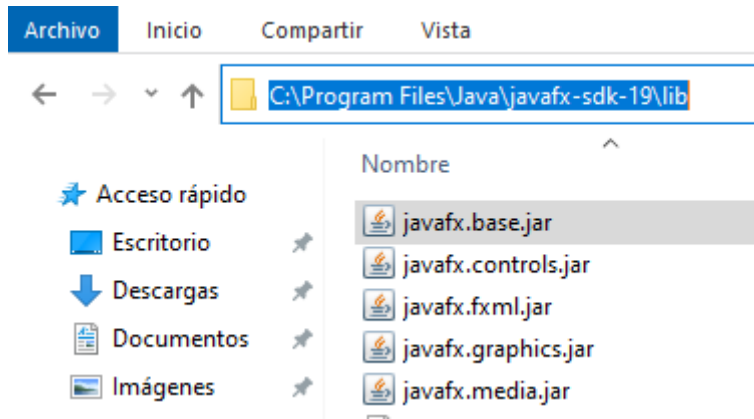 Archivo Inicio Compartir Vista
C:\Program Files\Java\javafx-sdk-19\lib
Nombre
Acceso rápido
Escritorio
Descargas
Documentos
Imágenes
javafx.base.jar
javafx.controls.jar
javafx.fxml.jar
javafx.graphics.jar
javafx.media.jar